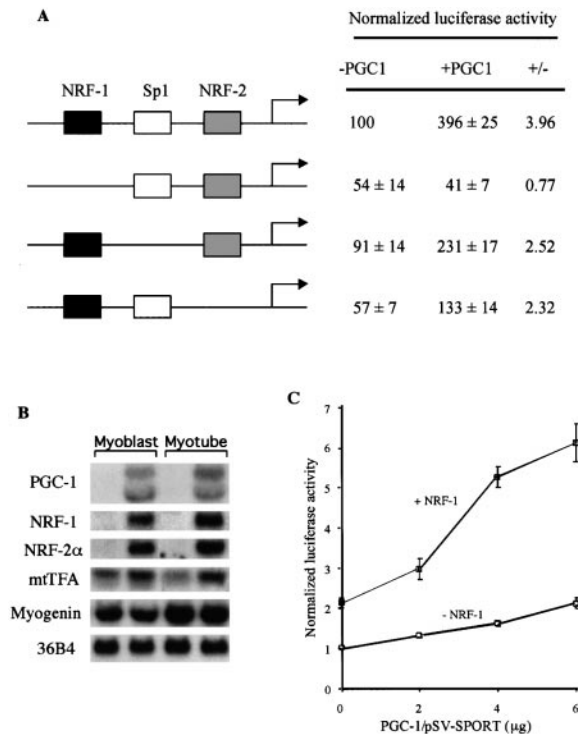 A
Normalized luciferase activity
-PGC1 +PGC1 +/-
NRF-1 Sp1 NRF-2
100 396 ± 25 3.96
54 ± 14 41 ± 7 0.77
91 ± 14 231 ± 17 2.52
57 ± 7 133 ± 14 2.32
B
Myoblast Myotube
PGC-1
NRF-1
NRF-2α
mtTFA
Myogenin
36B4
C
Normalized luciferase activity
7
6
5
4
3
2
1
0
+ NRF-1
- NRF-1
0 2 4 6
PGC-1/pSV-SPORT (µg)